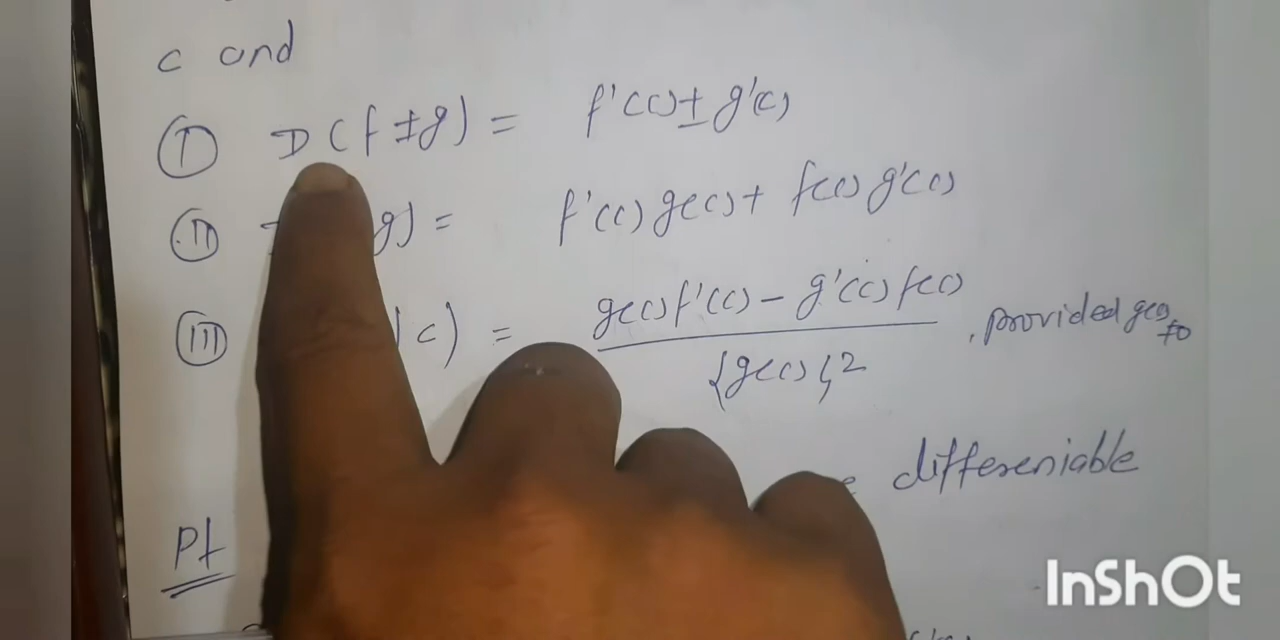 c and
(I) D(f ± g) = f'(c) ± g'(c)
(II) g) = f'(c) g(c) + f(c) g'(c)
(III) (c) = g(c) f'(c) - g'(c) f(c) / {g(c)}2 , provided g(c) ≠0
differeniable
Pf
InShOt